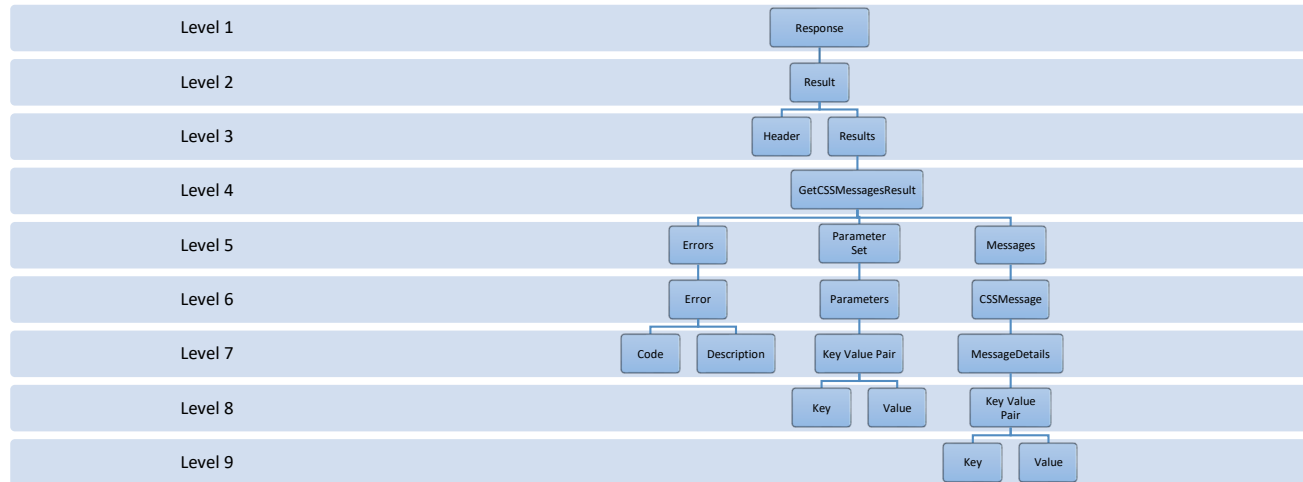 Level 1
Response
Level 2
Result
Level 3
Header
Results
Level 4
GetCSSMessagesResult
Level 5
Errors
Parameter
Set
Messages
Level 6
Error
Parameters
CSSMessage
Level 7
Code
Description
Key Value Pair
MessageDetails
Level 8
Key
Value
Key Value
Pair
Level 9
Key
Value